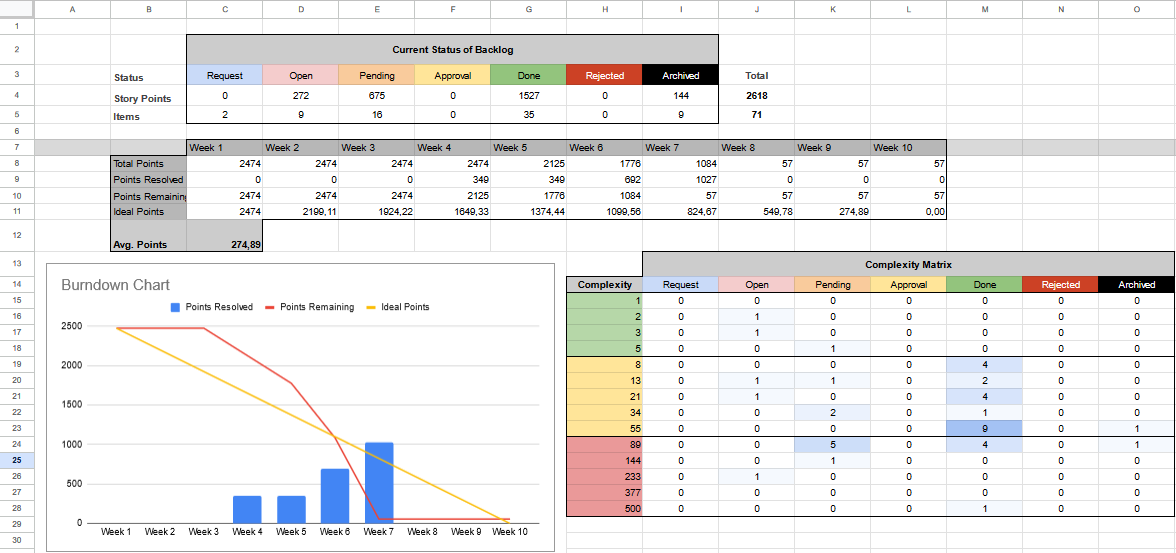 A B C D E F G H I J K L M N O
1
2 Current Status of Backlog
3 Status Request Open Pending Approval Done Rejected Archived Total
4 Story Points 0 272 675 0 1527 0 144 2618
5 Items 2 9 16 0 35 0 9 71
6
7 Week 1 Week 2 Week 3 Week 4 Week 5 Week 6 Week 7 Week 8 Week 9 Week 10
8 Total Points 2474 2474 2474 2474 2125 1776 1084 57 57 57
9 Points Resolved 0 0 0 349 349 692 1027 0 0 0
10 Points Remaining 2474 2474 2474 2125 1776 1084 57 57 57 57
11 Ideal Points 2474 2199,11 1924,22 1649,33 1374,44 1099,56 824,67 549,78 274,89 0,00
12 Avg. Points 274,89
13 Complexity Matrix
14 Complexity Request Open Pending Approval Done Rejected Archived
15 1 0 0 0 0 0 0 0
16 2 0 1 0 0 0 0 0
17 3 0 1 0 0 0 0 0
18 5 0 0 1 0 0 0 0
19 8 0 0 0 0 4 0 0
20 13 0 1 1 0 2 0 0
21 21 0 1 0 0 4 0 0
22 34 0 0 2 0 1 0 0
23 55 0 0 0 0 9 0 1
24 89 0 0 5 0 4 0 1
25 144 0 0 1 0 0 0 0
26 233 0 1 0 0 0 0 0
27 377 0 0 0 0 0 0 0
28 500 0 0 0 0 1 0 0
29
30
Burndown Chart
Points Resolved Points Remaining Ideal Points
2500
2000
1500
1000
500
0
Week 1 Week 2 Week 3 Week 4 Week 5 Week 6 Week 7 Week 8 Week 9 Week 10